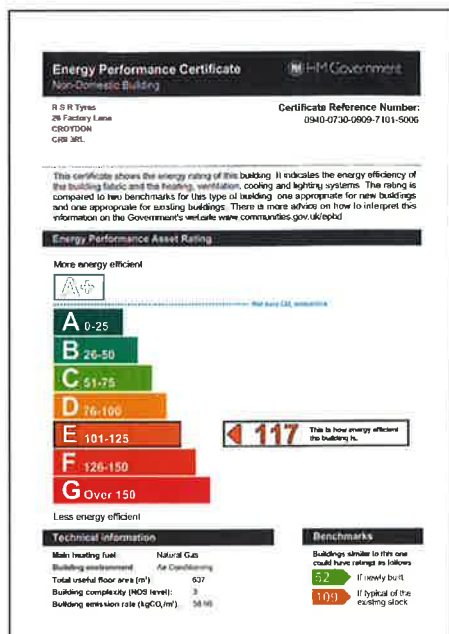 Energy Performance Certificate
Non-Domestic Building
HM Government
R S R Tyres
26 Factory Lane
CROYDON
CR0 3RL
Certificate Reference Number:
0940-0730-0909-7101-5006
This certificate shows the energy rating of this building. It indicates the energy efficiency of
the building fabric and the heating, ventilation, cooling and lighting systems. The rating is
compared to two benchmarks for this type of building: one appropriate for new buildings
and one appropriate for existing buildings. There is more advice on how to interpret this
information on the Government's website www.communities.gov.uk/epbd
Energy Performance Asset Rating
More energy efficient
A+
Net zero CO2 emissions
A 0-25
B 26-50
C 51-75
D 76-100
E 101-125
117 This is how energy efficient
the building is.
F 126-150
G Over 150
Less energy efficient
Technical information
Main heating fuel: Natural Gas
Building environment: Air Conditioning
Total useful floor area (m²): 637
Building complexity (NOS level): 3
Building emission rate (kgCO₂/m²):
Benchmarks
Buildings similar to this one
could have ratings as follows:
52 If newly built
109 If typical of the
existing stock